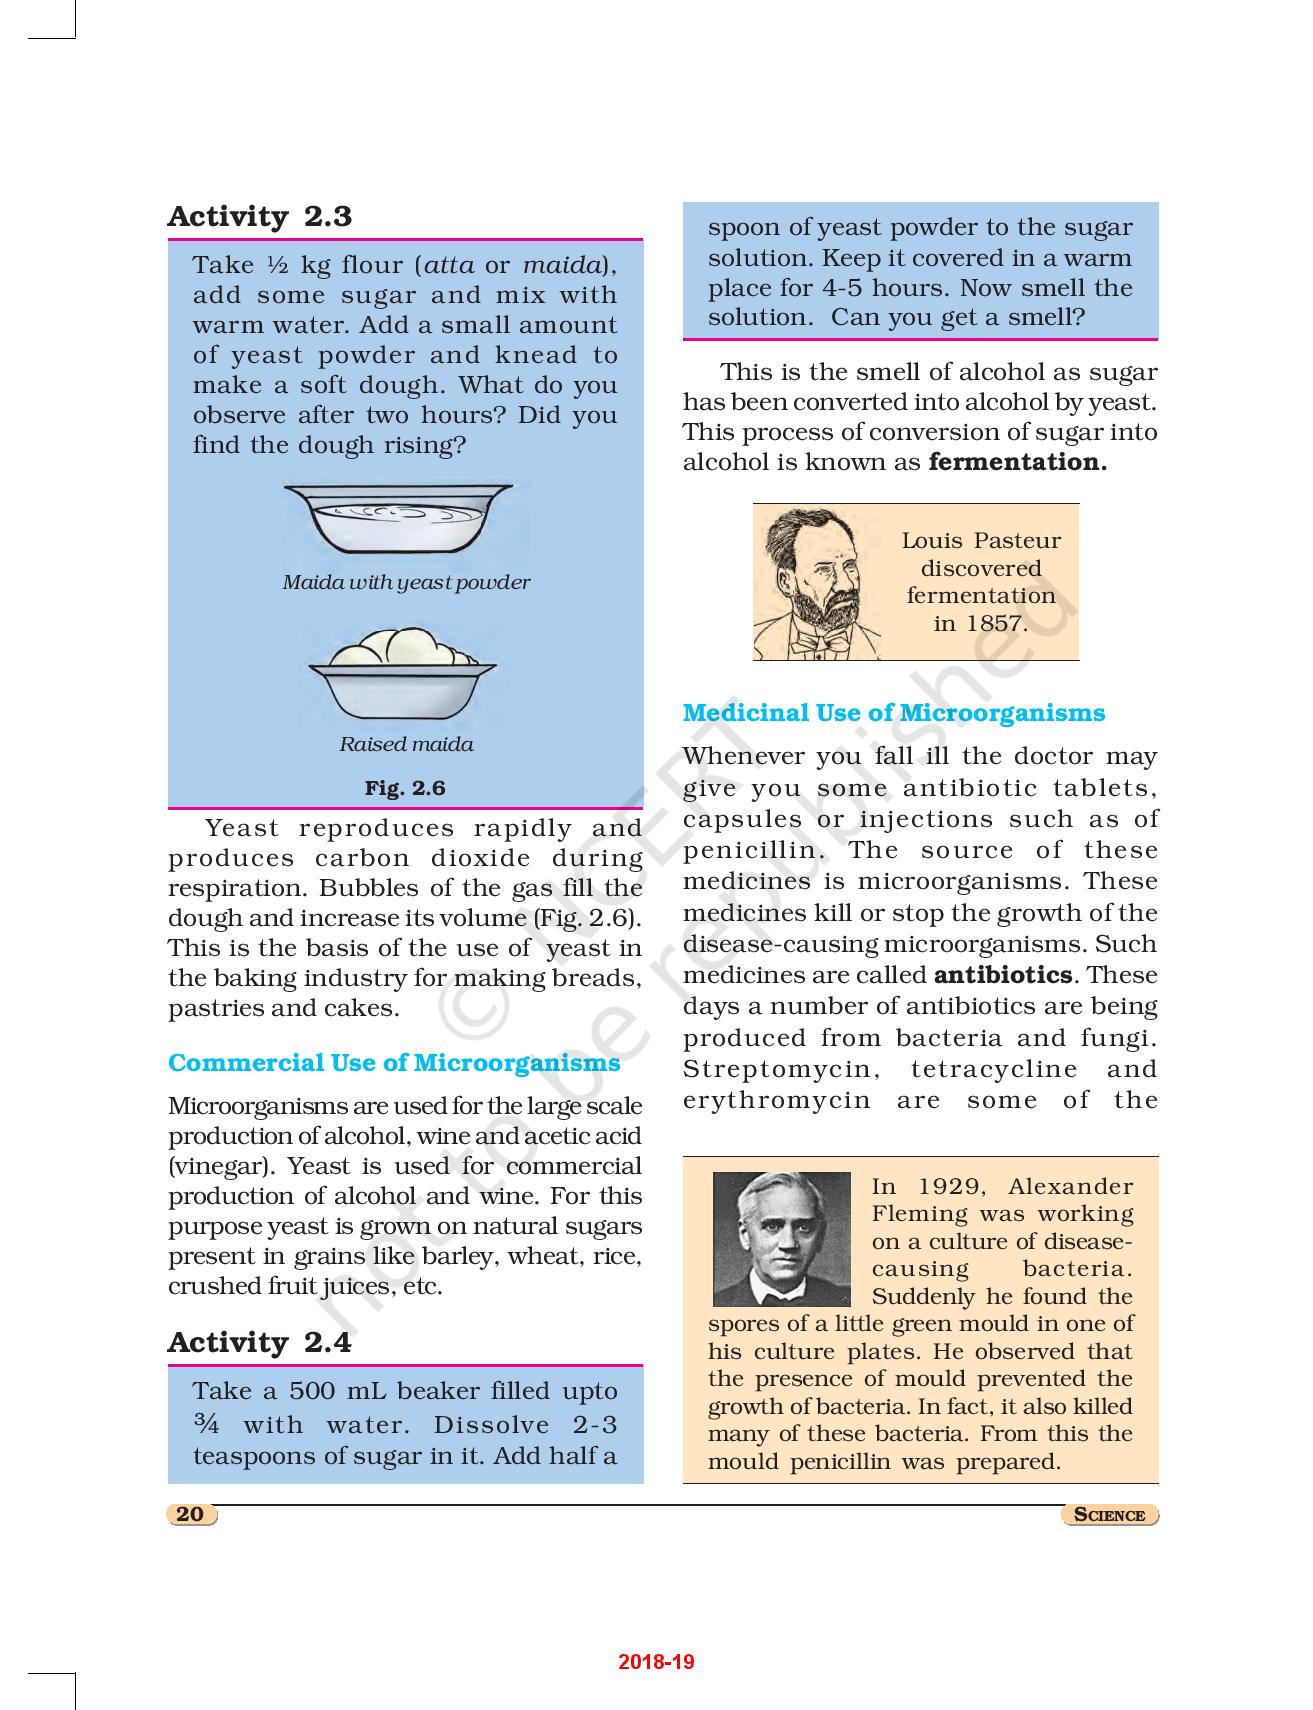 Activity 2.3
Take ½ kg flour (atta or maida),
add some sugar and mix with
warm water. Add a small amount
of yeast powder and knead to
make a soft dough. What do you
observe after two hours? Did you
find the dough rising?
Maida with yeast powder
Raised maida
Fig. 2.6
Yeast reproduces rapidly and
produces carbon dioxide during
respiration. Bubbles of the gas fill the
dough and increase its volume (Fig. 2.6).
This is the basis of the use of yeast in
the baking industry for making breads,
pastries and cakes.
Commercial Use of Microorganisms
Microorganisms are used for the large scale
production of alcohol, wine and acetic acid
(vinegar). Yeast is used for commercial
production of alcohol and wine. For this
purpose yeast is grown on natural sugars
present in grains like barley, wheat, rice,
crushed fruit juices, etc.
Activity 2.4
Take a 500 mL beaker filled upto
¾ with water. Dissolve 2-3
teaspoons of sugar in it. Add half a
spoon of yeast powder to the sugar
solution. Keep it covered in a warm
place for 4-5 hours. Now smell the
solution. Can you get a smell?
This is the smell of alcohol as sugar
has been converted into alcohol by yeast.
This process of conversion of sugar into
alcohol is known as fermentation.
Louis Pasteur
discovered
fermentation
in 1857.
Medicinal Use of Microorganisms
Whenever you fall ill the doctor may
give you some antibiotic tablets,
capsules or injections such as of
penicillin. The source of these
medicines is microorganisms. These
medicines kill or stop the growth of the
disease-causing microorganisms. Such
medicines are called antibiotics. These
days a number of antibiotics are being
produced from bacteria and fungi.
Streptomycin, tetracycline and
erythromycin are some of the
In 1929, Alexander
Fleming was working
on a culture of disease-
causing bacteria.
Suddenly he found the
spores of a little green mould in one of
his culture plates. He observed that
the presence of mould prevented the
growth of bacteria. In fact, it also killed
many of these bacteria. From this the
mould penicillin was prepared.
© NCERT
not to be republished
20
SCIENCE
2018-19